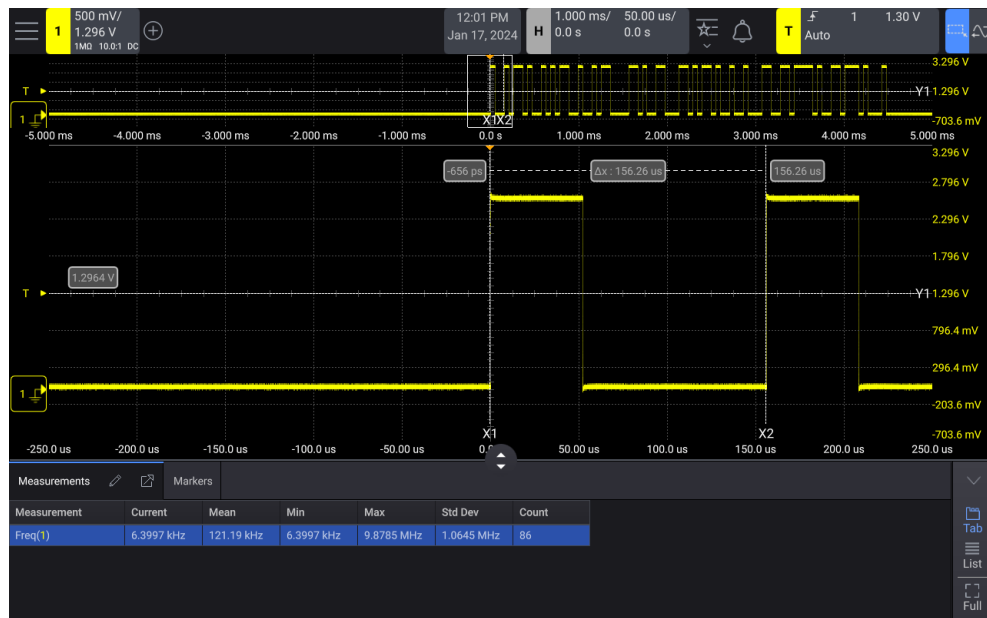 1 500 mV/ 12:01 PM H 1.000 ms/ 50.00 us/ T 1 1.30 V
1.296 V Jan 17, 2024 0.0 s 0.0 s Auto
1MΩ 10.0:1 DC
3.296 V
T Y1 1.296 V
1 X1 X2 -703.6 mV
-5.000 ms -4.000 ms -3.000 ms -2.000 ms -1.000 ms 0.0 s 1.000 ms 2.000 ms 3.000 ms 4.000 ms 5.000 ms
3.296 V
-656 ps Δx : 156.26 us 156.26 us
2.796 V
2.296 V
1.796 V
1.2964 V
T Y1 1.296 V
796.4 mV
296.4 mV
1
-203.6 mV
X1 X2 -703.6 mV
-250.0 us -200.0 us -150.0 us -100.0 us -50.00 us 50.00 us 100.0 us 150.0 us 200.0 us 250.0 us
Measurements Markers
Measurement Current Mean Min Max Std Dev Count
Freq(1) 6.3997 kHz 121.19 kHz 6.3997 kHz 9.8785 MHz 1.0645 MHz 86
Tab
List
Full